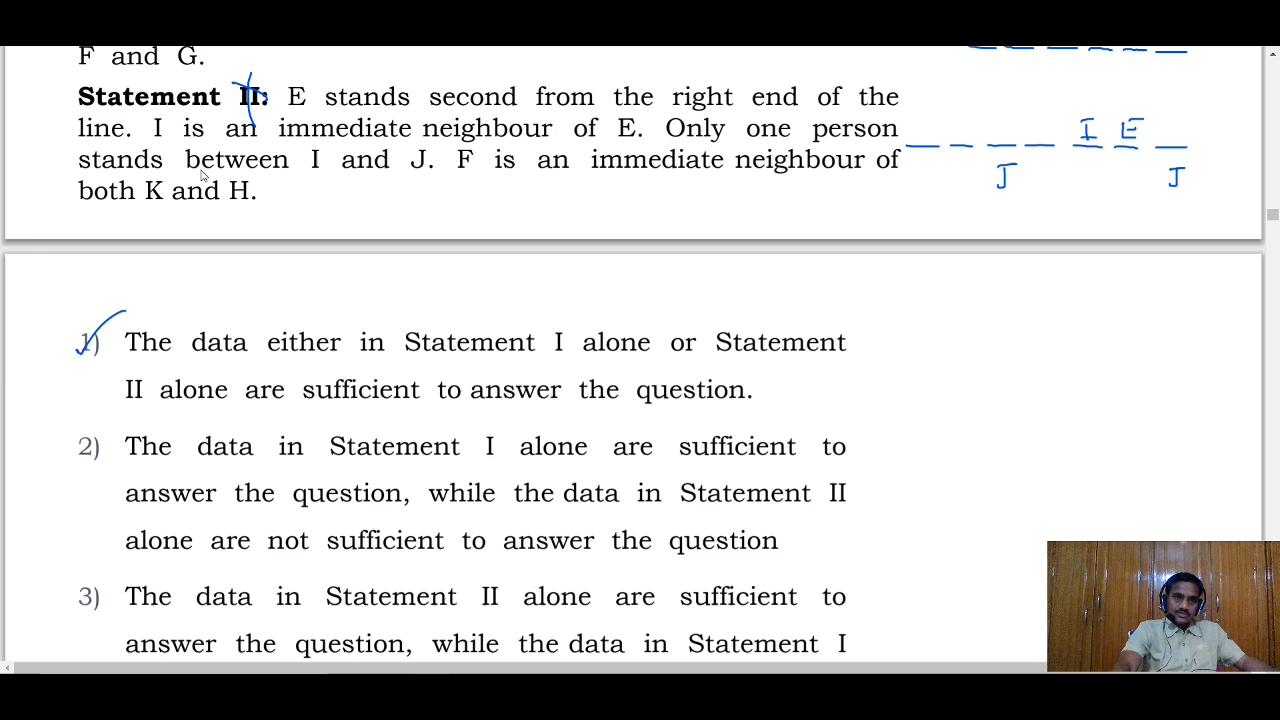 F and G.
Statement II: E stands second from the right end of the
line. I is an immediate neighbour of E. Only one person
stands between I and J. F is an immediate neighbour of
both K and H.
I E
J J
1) The data either in Statement I alone or Statement
II alone are sufficient to answer the question.
2) The data in Statement I alone are sufficient to
answer the question, while the data in Statement II
alone are not sufficient to answer the question
3) The data in Statement II alone are sufficient to
answer the question, while the data in Statement I